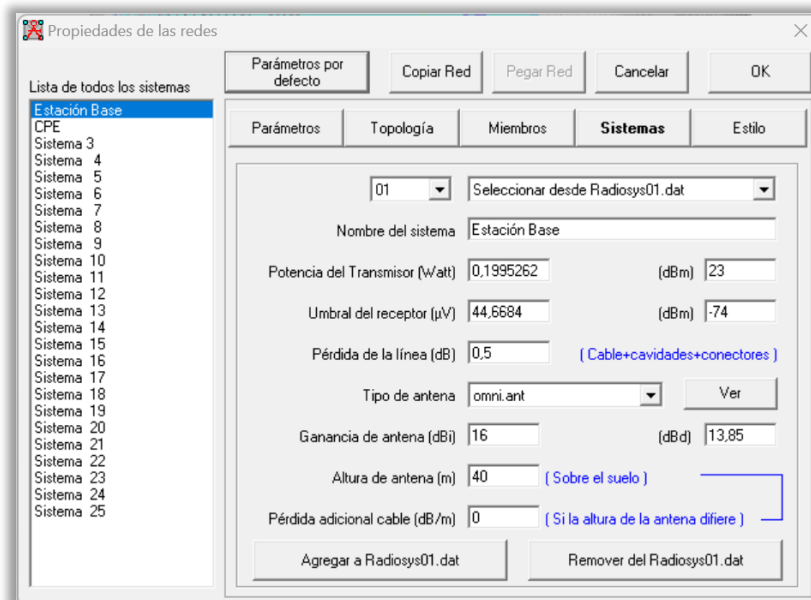 Propiedades de las redes
Parámetros por defecto
Copiar Red
Pegar Red
Cancelar
OK
Lista de todos los sistemas
Estación Base
CPE
Sistema 3
Sistema 4
Sistema 5
Sistema 6
Sistema 7
Sistema 8
Sistema 9
Sistema 10
Sistema 11
Sistema 12
Sistema 13
Sistema 14
Sistema 15
Sistema 16
Sistema 17
Sistema 18
Sistema 19
Sistema 20
Sistema 21
Sistema 22
Sistema 23
Sistema 24
Sistema 25
Parámetros Topología Miembros Sistemas Estilo
01 Seleccionar desde Radiosys01.dat
Nombre del sistema Estación Base
Potencia del Transmisor (Watt) 0,1995262 (dBm) 23
Umbral del receptor (µV) 44,6684 (dBm) -74
Pérdida de la línea (dB) 0,5 ( Cable+cavidades+conectores )
Tipo de antena omni.ant Ver
Ganancia de antena (dBi) 16 (dBd) 13,85
Altura de antena (m) 40 ( Sobre el suelo )
Pérdida adicional cable (dB/m) 0 ( Si la altura de la antena difiere )
Agregar a Radiosys01.dat Remover del Radiosys01.dat